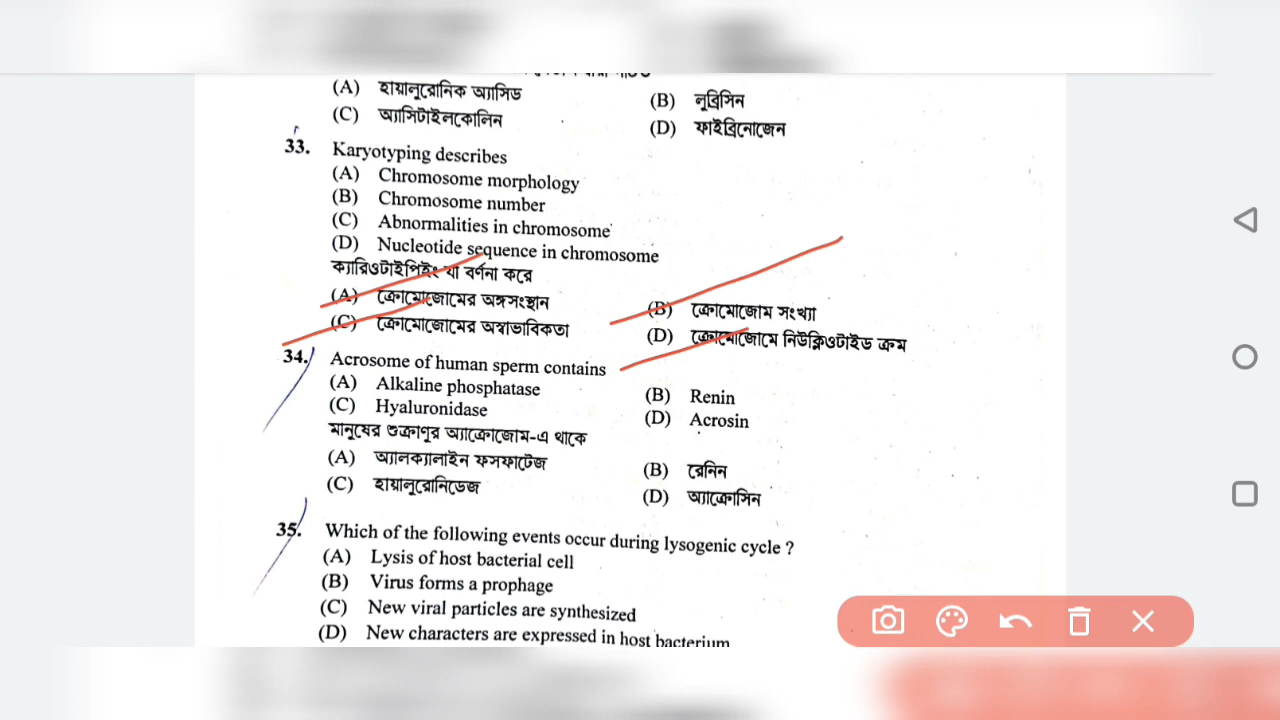 (A) হায়ালুরোনিক অ্যাসিড (B) লুব্রিসিন
(C) অ্যাসিটাইলকোলিন (D) ফাইব্রিনোজেন
33. Karyotyping describes
(A) Chromosome morphology
(B) Chromosome number
(C) Abnormalities in chromosome
(D) Nucleotide sequence in chromosome
ক্যারিওটাইপিইং যা বর্ণনা করে
(A) ক্রোমোজোমের অঙ্গসংস্থান (B) ক্রোমোজোম সংখ্যা
(C) ক্রোমোজোমের অস্বাভাবিকতা (D) ক্রোমোজোমে নিউক্লিওটাইড ক্রম
34. Acrosome of human sperm contains
(A) Alkaline phosphatase (B) Renin
(C) Hyaluronidase (D) Acrosin
মানুষের শুক্রাণুর অ্যাক্রোজোম-এ থাকে
(A) অ্যালক্যালাইন ফসফাটেজ (B) রেনিন
(C) হায়ালুরোনিডেজ (D) অ্যাক্রোসিন
35. Which of the following events occur during lysogenic cycle ?
(A) Lysis of host bacterial cell
(B) Virus forms a prophage
(C) New viral particles are synthesized
(D) New characters are expressed in host bacterium